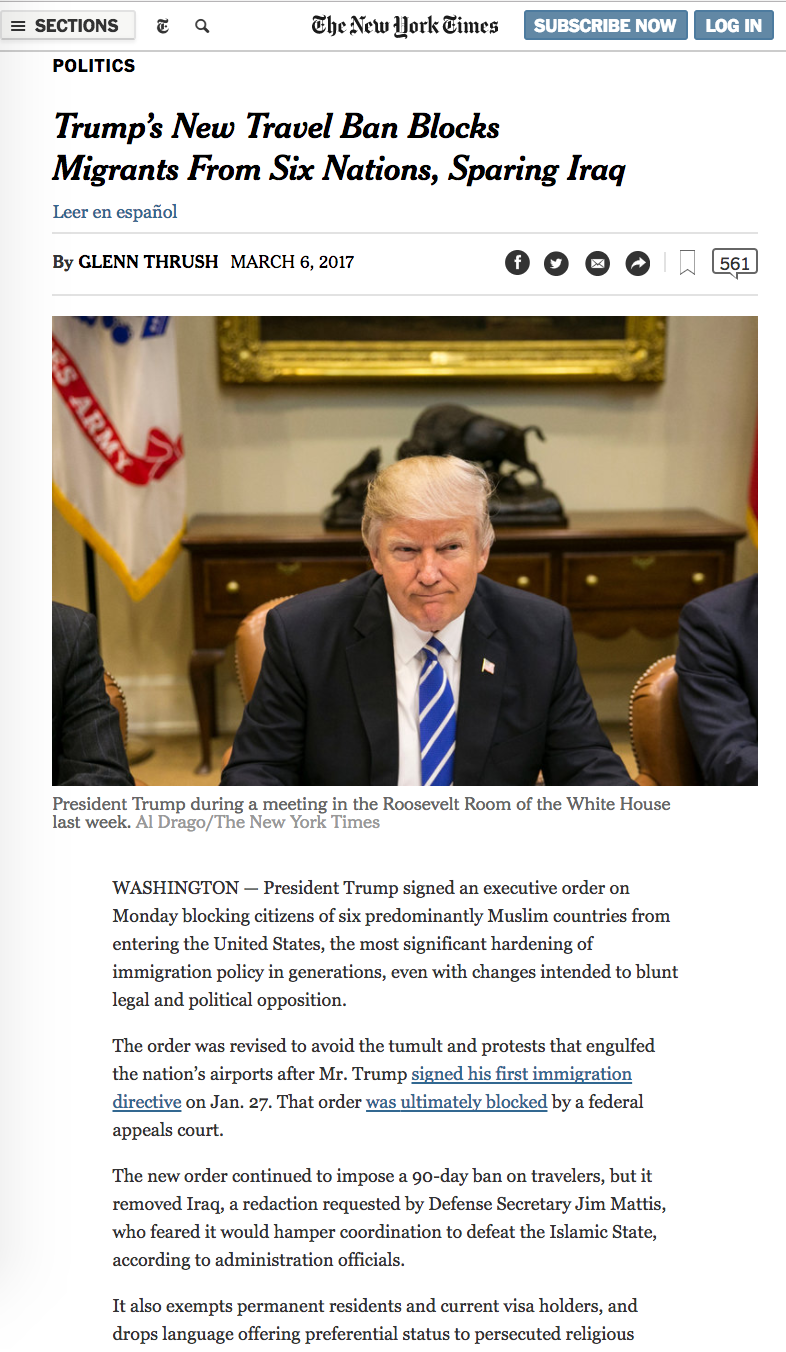 SECTIONS
The New York Times
SUBSCRIBE NOW
LOG IN
POLITICS
Trump's New Travel Ban Blocks
Migrants From Six Nations, Sparing Iraq
Leer en español
By GLENN THRUSH MARCH 6, 2017
561
ES ARMY
President Trump during a meeting in the Roosevelt Room of the White House
last week. Al Drago/The New York Times
WASHINGTON — President Trump signed an executive order on
Monday blocking citizens of six predominantly Muslim countries from
entering the United States, the most significant hardening of
immigration policy in generations, even with changes intended to blunt
legal and political opposition.
The order was revised to avoid the tumult and protests that engulfed
the nation's airports after Mr. Trump signed his first immigration
directive on Jan. 27. That order was ultimately blocked by a federal
appeals court.
The new order continued to impose a 90-day ban on travelers, but it
removed Iraq, a redaction requested by Defense Secretary Jim Mattis,
who feared it would hamper coordination to defeat the Islamic State,
according to administration officials.
It also exempts permanent residents and current visa holders, and
drops language offering preferential status to persecuted religious